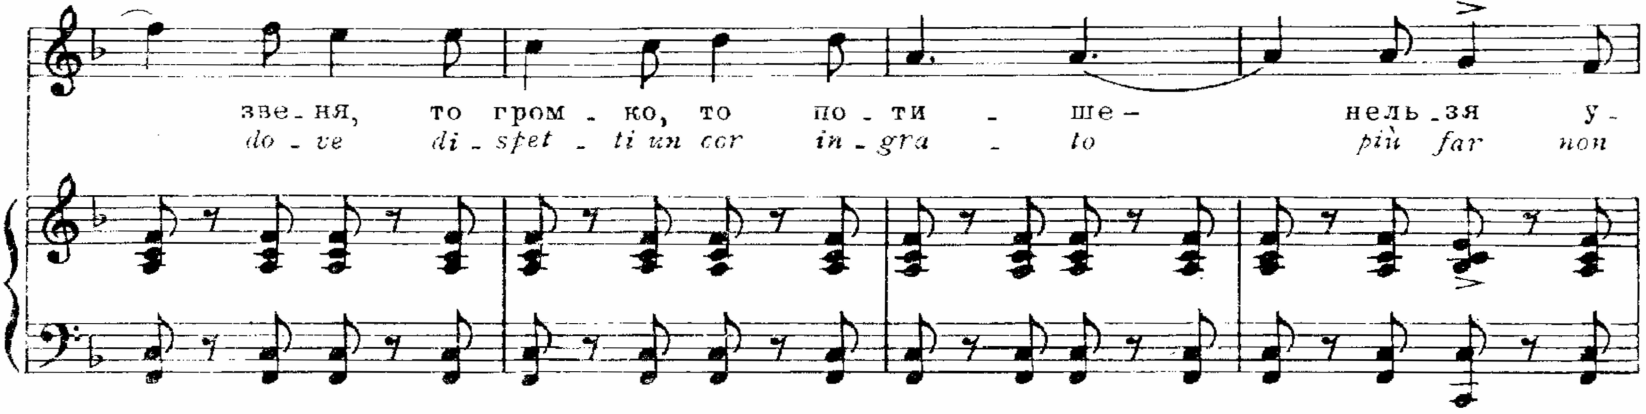 зве - ня, то гром - ко, то по - ти - ше - нель - зя у -
do - ve di - spet - ti un cor in - gra - to più far non